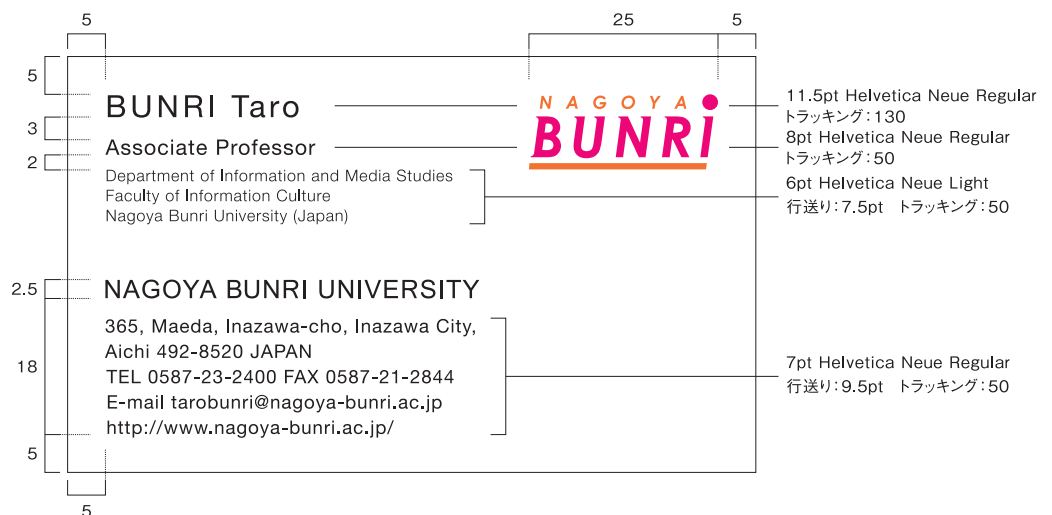 5
25
5
5
3
2
2.5
18
5
5
BUNRI Taro
Associate Professor
Department of Information and Media Studies
Faculty of Information Culture
Nagoya Bunri University (Japan)
NAGOYA
BUNRi
NAGOYA BUNRI UNIVERSITY
365, Maeda, Inazawa-cho, Inazawa City,
Aichi 492-8520 JAPAN
TEL 0587-23-2400 FAX 0587-21-2844
E-mail tarobunri@nagoya-bunri.ac.jp
http://www.nagoya-bunri.ac.jp/
11.5pt Helvetica Neue Regular
トラッキング：130
8pt Helvetica Neue Regular
トラッキング：50
6pt Helvetica Neue Light
行送り：7.5pt　トラッキング：50
7pt Helvetica Neue Regular
行送り：9.5pt　トラッキング：50